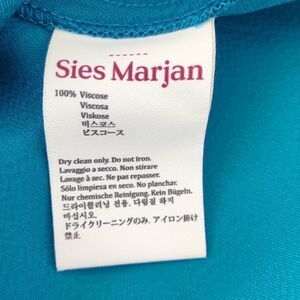 Sies Marjan
100% Viscose
Viscosa
Viskose
비스코스
ビスコース
Dry clean only. Do not iron.
Lavaggio a secco. Non stirare
Lavage à sec. Ne pas repasser.
Sólo limpieza en seco. No planchar.
Nur chemische Reinigung. Kein Bügeln.
드라이클리닝 전용. 다림질 하지
마십시오.
ドライクリーニングのみ. アイロン掛け
禁止